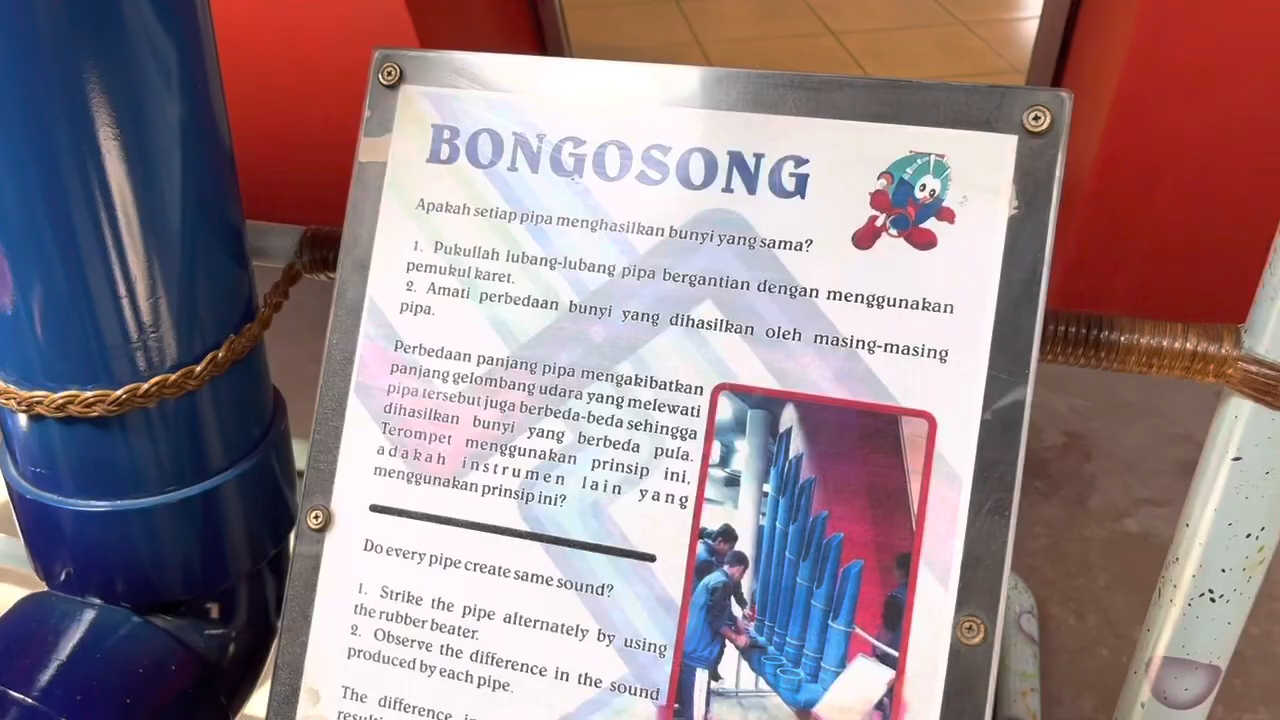 BONGOSONG
Apakah setiap pipa menghasilkan bunyi yang sama?
1. Pukullah lubang-lubang pipa bergantian dengan menggunakan
pemukul karet.
2. Amati perbedaan bunyi yang dihasilkan oleh masing-masing
pipa.
Perbedaan panjang pipa mengakibatkan
panjang gelombang udara yang melewati
pipa tersebut juga berbeda-beda sehingga
dihasilkan bunyi yang berbeda pula.
Terompet menggunakan prinsip ini,
adakah instrumen lain yang
menggunakan prinsip ini?
Do every pipe create same sound?
1. Strike the pipe alternately by using
the rubber beater.
2. Observe the difference in the sound
produced by each pipe.
The difference in